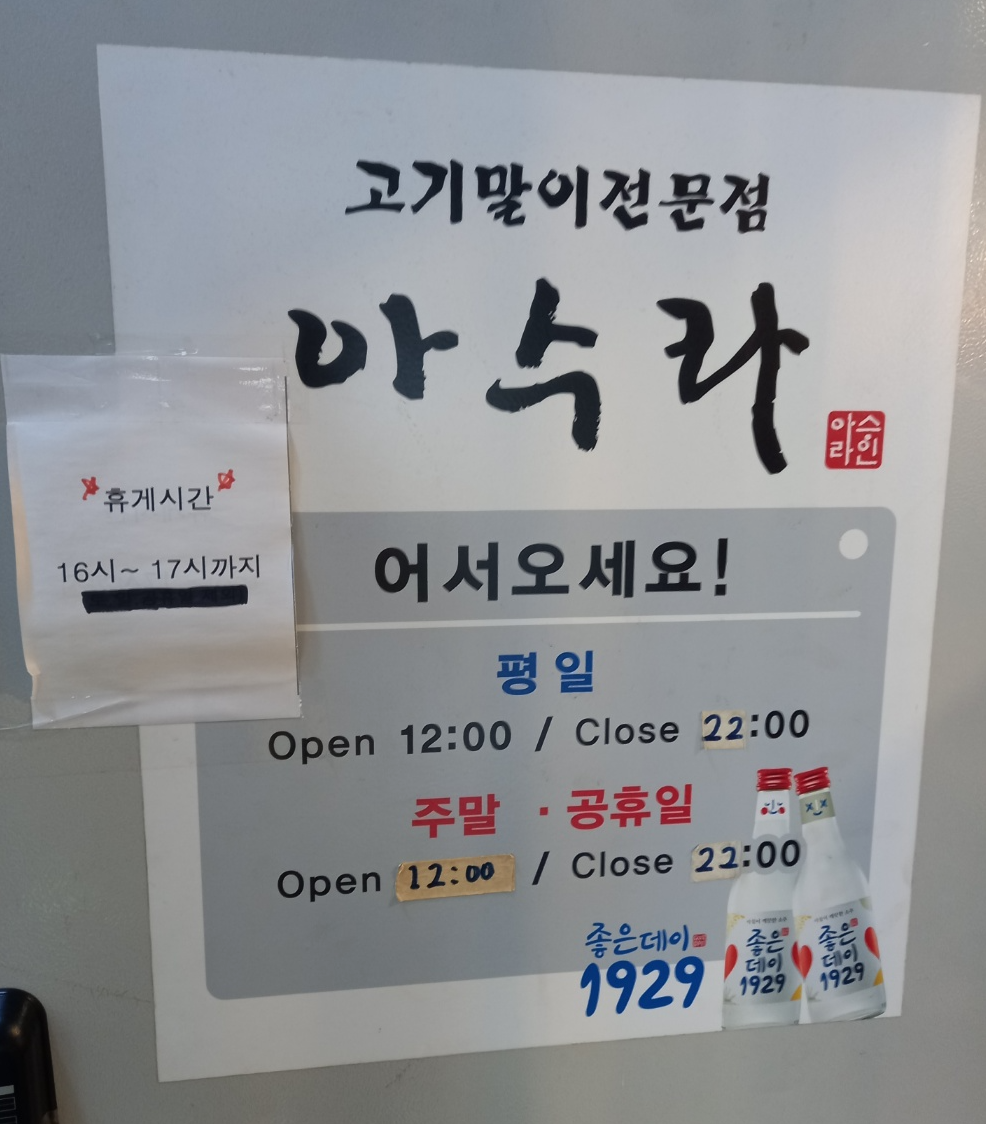 고기말이전문점
아수라
아스
라인
휴게시간
16시~ 17시까지
어서오세요!
평일
Open 12:00 / Close 22:00
주말 · 공휴일
Open 12:00 / Close 22:00
좋은데이
1929
좋은
데이
1929
좋은
데이
1929